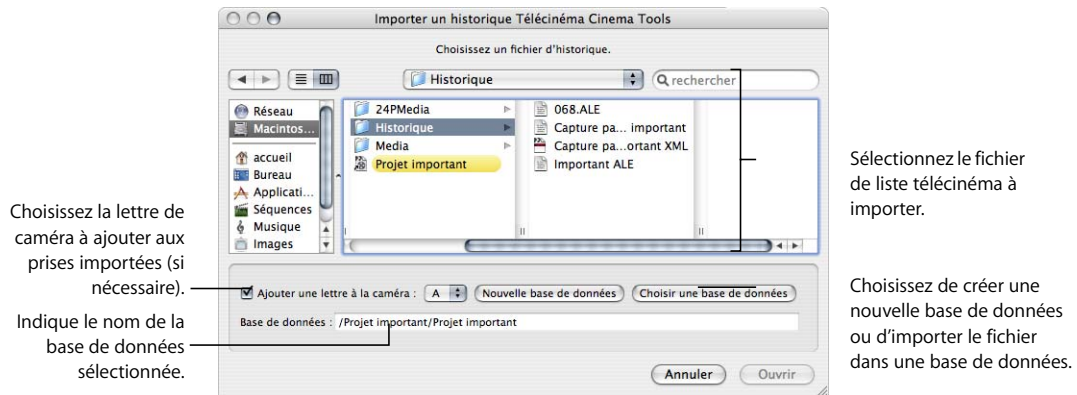 Importer un historique Télécinéma Cinema Tools
Choisissez un fichier d'historique.
Historique
rechercher
Réseau
Macintos...
accueil
Bureau
Applicati...
Séquences
Musique
Images
24PMedia
Historique
Media
Projet important
068.ALE
Capture pa... important
Capture pa...ortant XML
Important ALE
Ajouter une lettre à la caméra :
A
Nouvelle base de données
Choisir une base de données
Base de données :
/Projet important/Projet important
Annuler
Ouvrir
Choisissez la lettre de
caméra à ajouter aux
prises importées (si
nécessaire).
Indique le nom de la
base de données
sélectionnée.
Sélectionnez le fichier
de liste télécinéma à
importer.
Choisissez de créer une
nouvelle base de données
ou d'importer le fichier
dans une base de données.